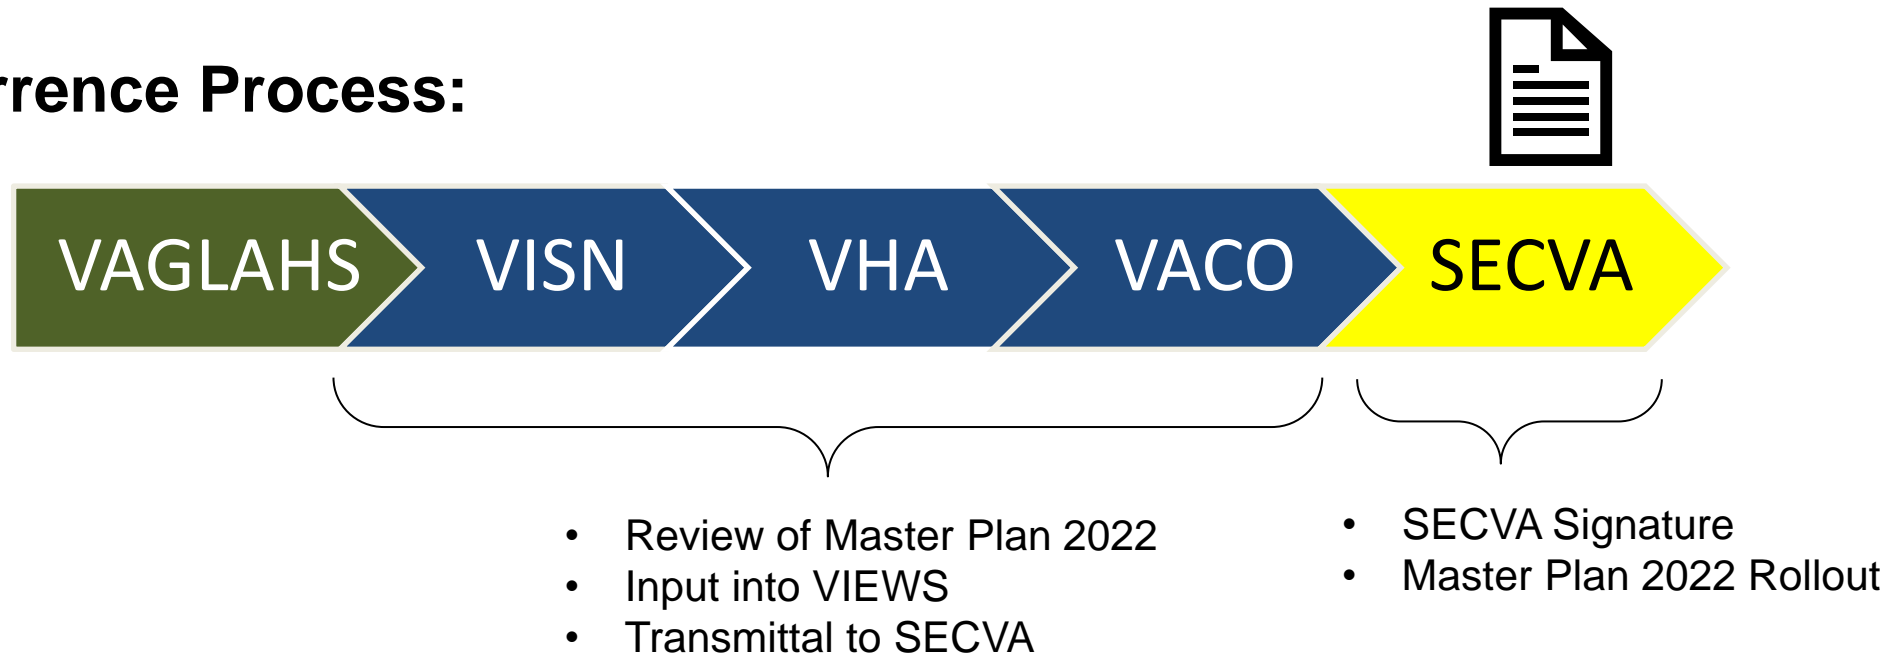 rrence Process:
VAGLAHS
VISN
VHA
VACO
SECVA
• Review of Master Plan 2022
• Input into VIEWS
• Transmittal to SECVA
• SECVA Signature
• Master Plan 2022 Rollout